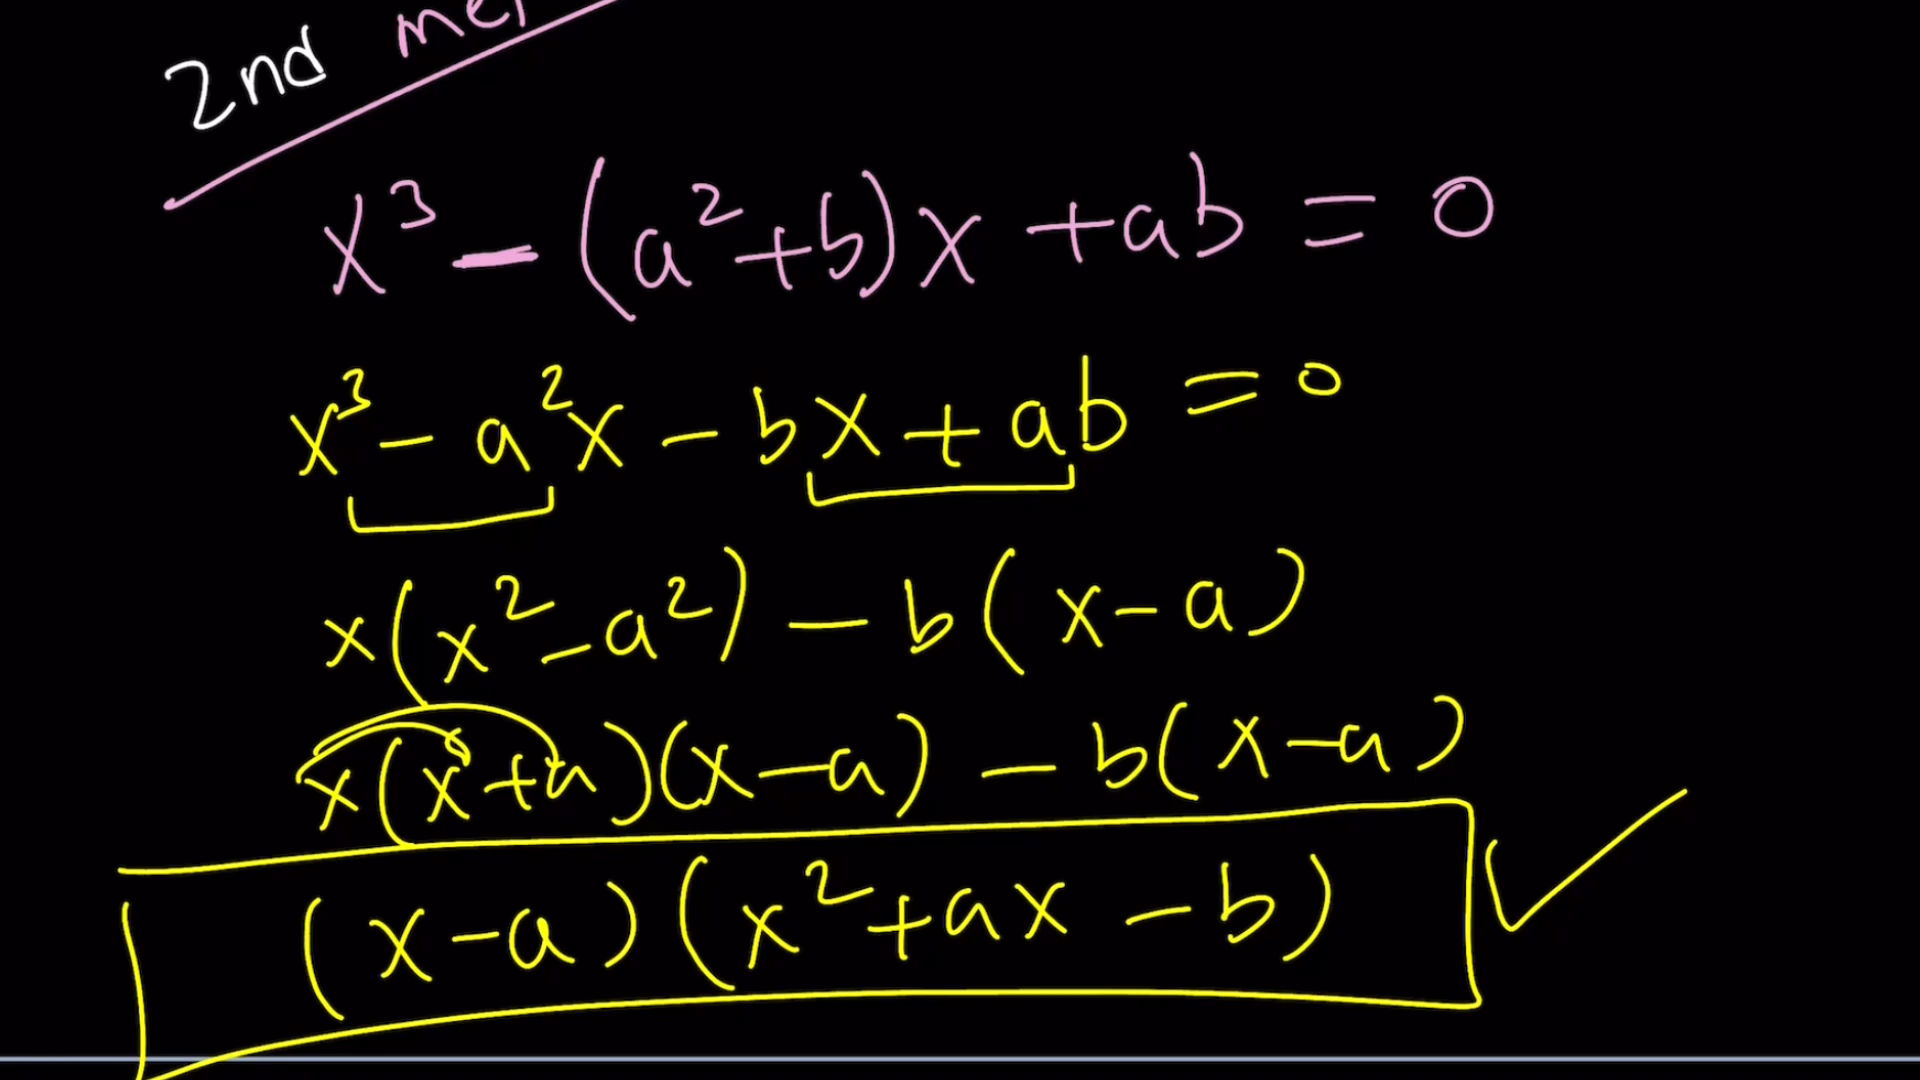 2nd
x³ - (a²+b)x + ab = 0
x³ - a²x - bx + ab = 0
x(x² - a²) - b(x - a)
x(x+a)(x-a) - b(x-a)
(x-a)(x²+ax-b)